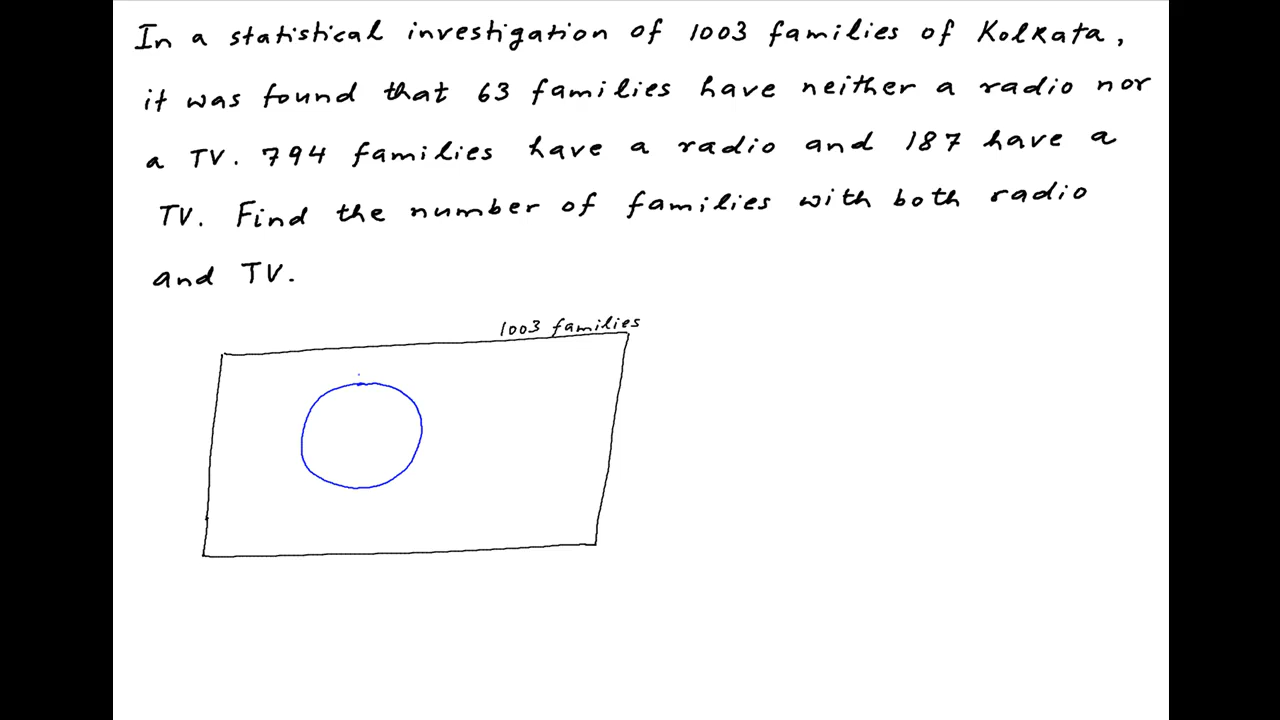 In a statistical investigation of 1003 families of Kolkata,
it was found that 63 families have neither a radio nor
a TV. 794 families have a radio and 187 have a
TV. Find the number of families with both radio
and TV.
1003 families